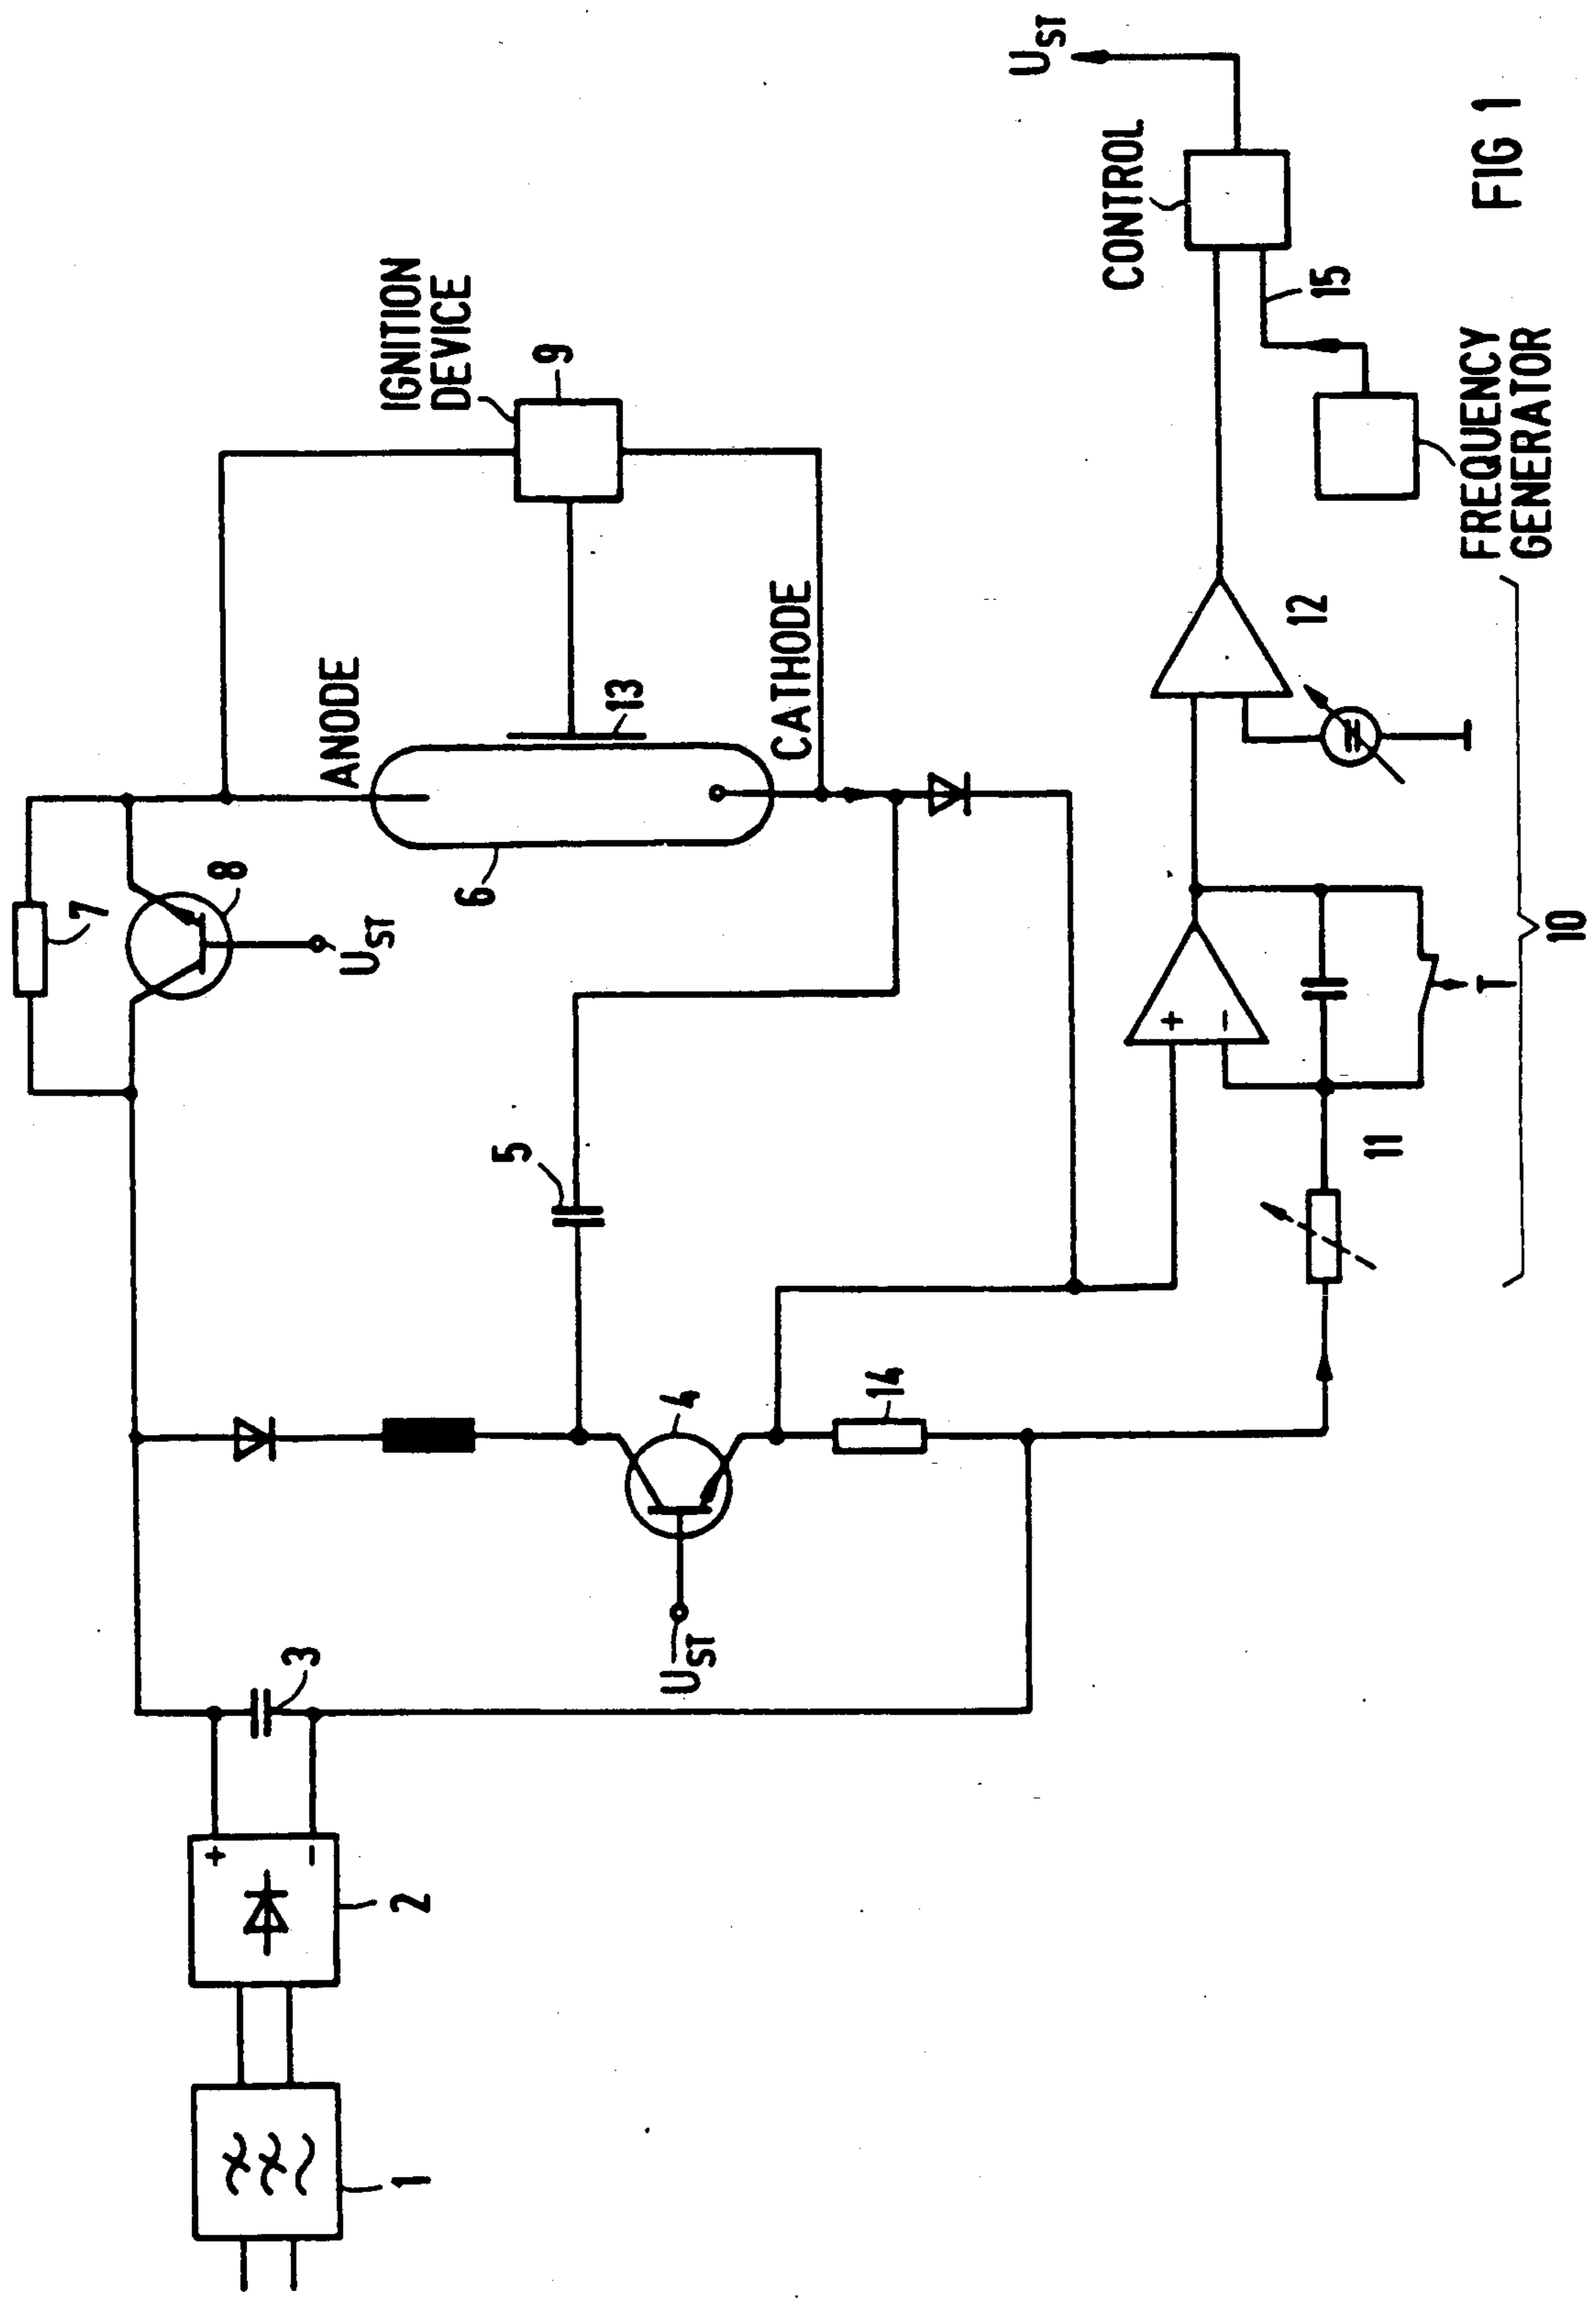 7
8
U_ST
IGNITION
DEVICE
9
ANODE
13
CATHODE
6
5
4
U_ST
14
3
+
−
2
1
U_ST
CONTROL
15
FREQUENCY
GENERATOR
12
+
−
11
T
10
FIG 1